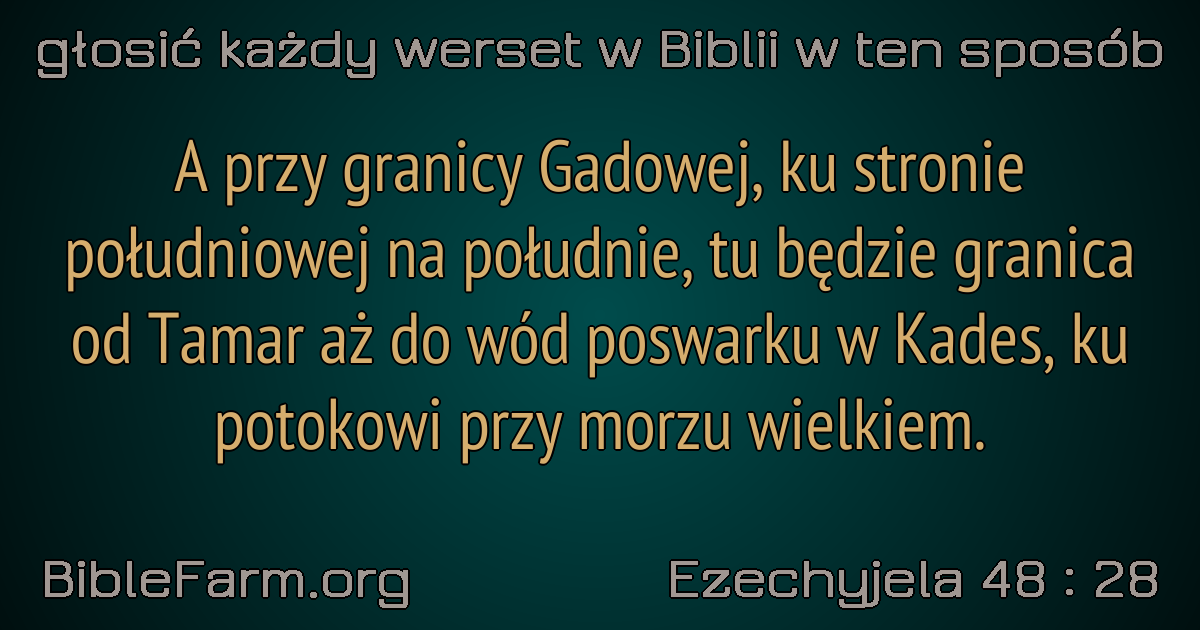 głosić każdy werset w Biblii w ten sposób
A przy granicy Gadowej, ku stronie
południowej na południe, tu będzie granica
od Tamar aż do wód poswarku w Kades, ku
potokowi przy morzu wielkiem.
BibleFarm.org
Ezechyjela 48 : 28